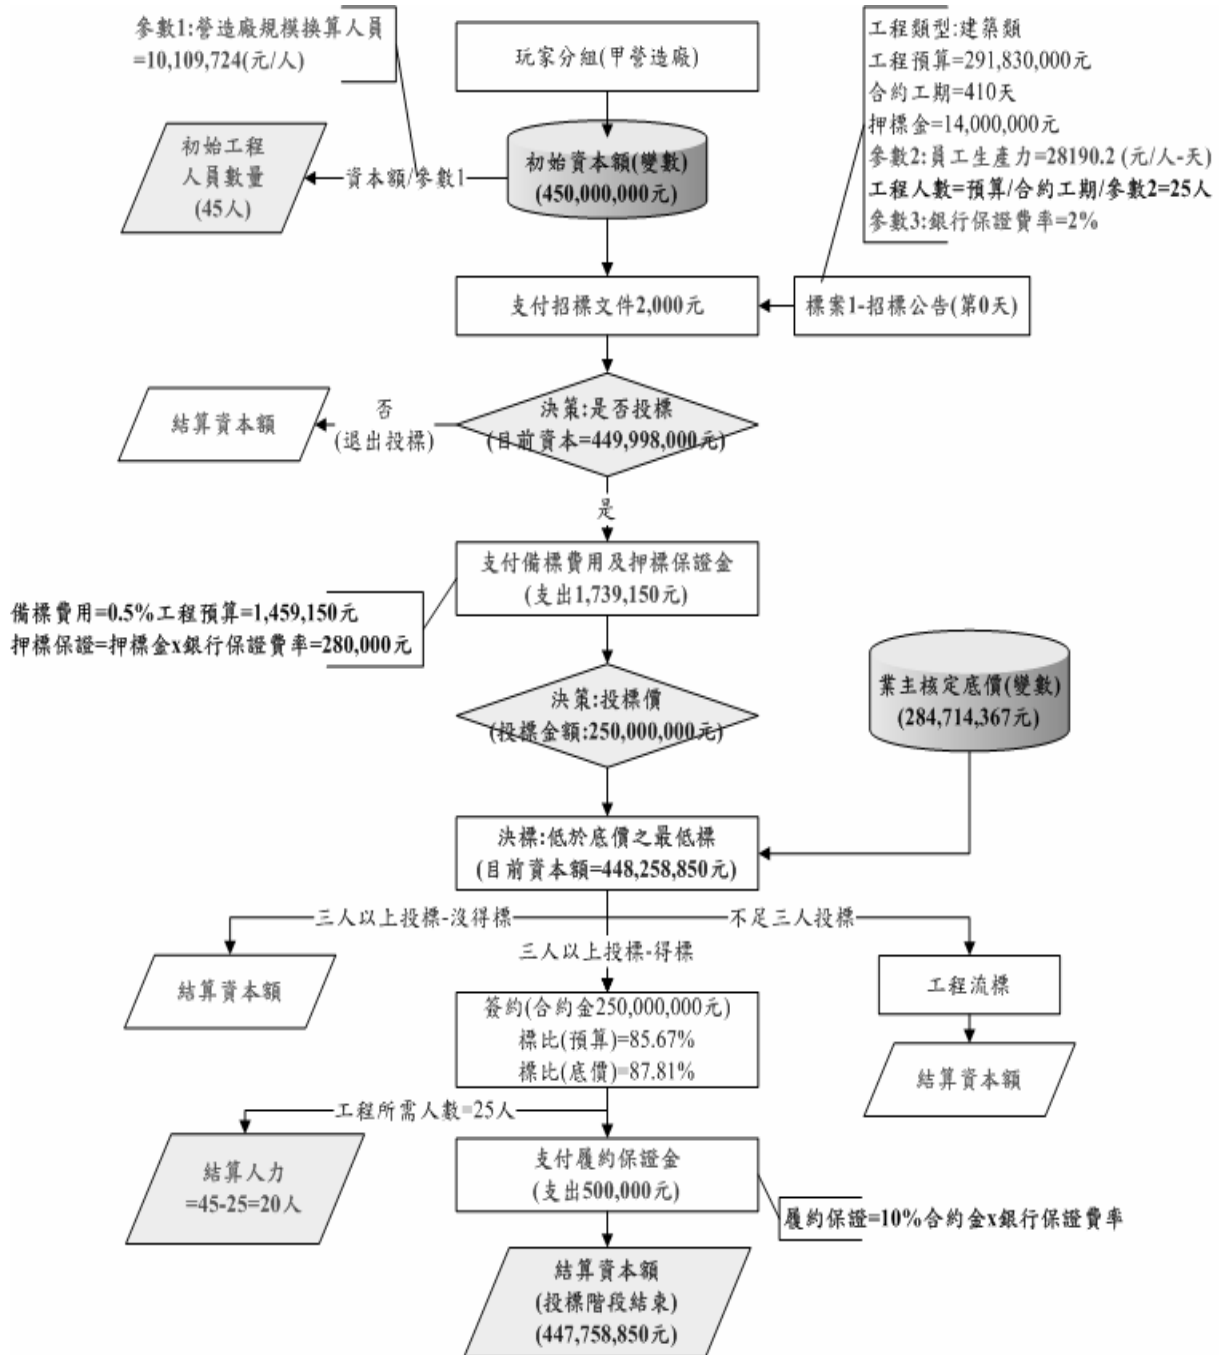 參數1:營造廠規模換算人員
=10,109,724(元/人)
玩家分組(甲營造廠)
工程類型:建築類
工程預算=291,830,000元
合約工期=410天
押標金=14,000,000元
參數2:員工生產力=28190.2 (元/人-天)
工程人數=預算/合約工期/參數2=25人
參數3:銀行保證費率=2%
初始工程
人員數量
(45人)
資本額/參數1
初始資本額(變數)
(450,000,000元)
支付招標文件2,000元
標案1-招標公告(第0天)
決策:是否投標
(目前資本=449,998,000元)
否
(退出投標)
結算資本額
是
支付備標費用及押標保證金
(支出1,739,150元)
備標費用=0.5%工程預算=1,459,150元
押標保證=押標金x銀行保證費率=280,000元
決策:投標價
(投標金額:250,000,000元)
業主核定底價(變數)
(284,714,367元)
決標:低於底價之最低標
(目前資本額=448,258,850元)
三人以上投標-沒得標
不足三人投標
三人以上投標-得標
結算資本額
工程流標
簽約(合約金250,000,000元)
標比(預算)=85.67%
標比(底價)=87.81%
結算資本額
工程所需人數=25人
結算人力
=45-25=20人
支付履約保證金
(支出500,000元)
履約保證=10%合約金x銀行保證費率
結算資本額
(投標階段結束)
(447,758,850元)